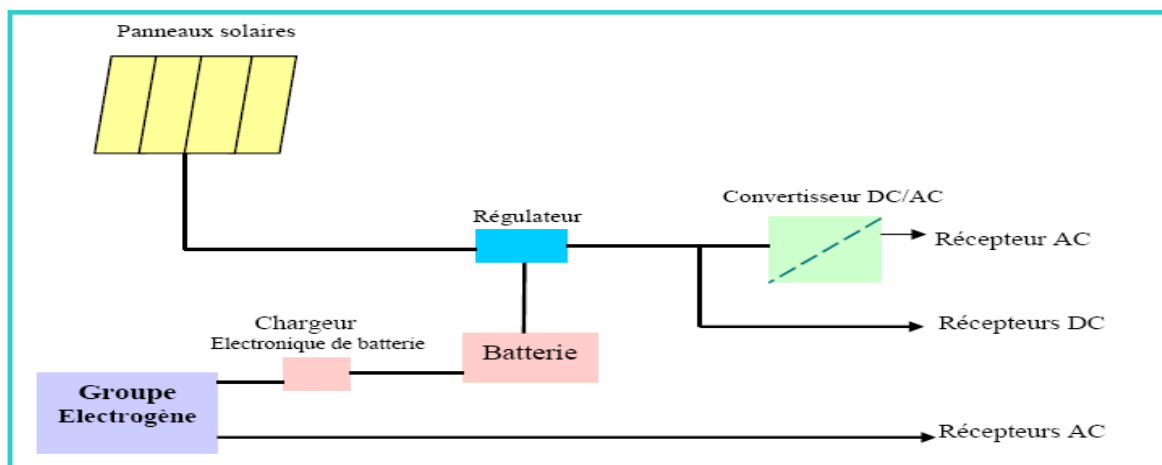 Panneaux solaires
Convertisseur DC/AC
Régulateur
Récepteur AC
Chargeur
Electronique de batterie
Récepteurs DC
Batterie
Groupe
Electrogène
Récepteurs AC